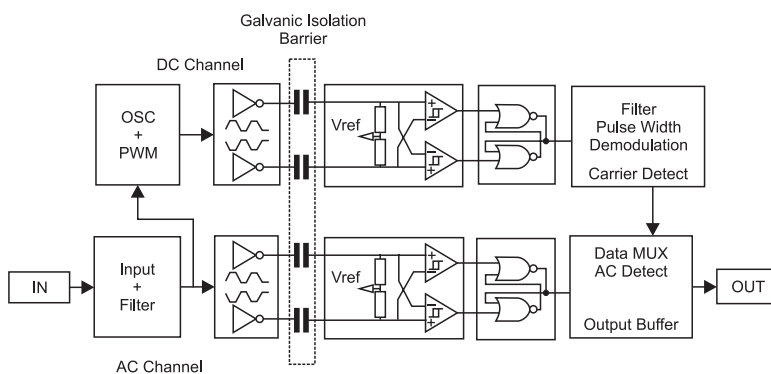 Galvanic Isolation
Barrier
DC Channel
OSC
+
PWM
Vref
+
−
−
+
Filter
Pulse Width
Demodulation
Carrier Detect
IN
Input
+
Filter
Vref
+
−
−
+
Data MUX
AC Detect
Output Buffer
OUT
AC Channel